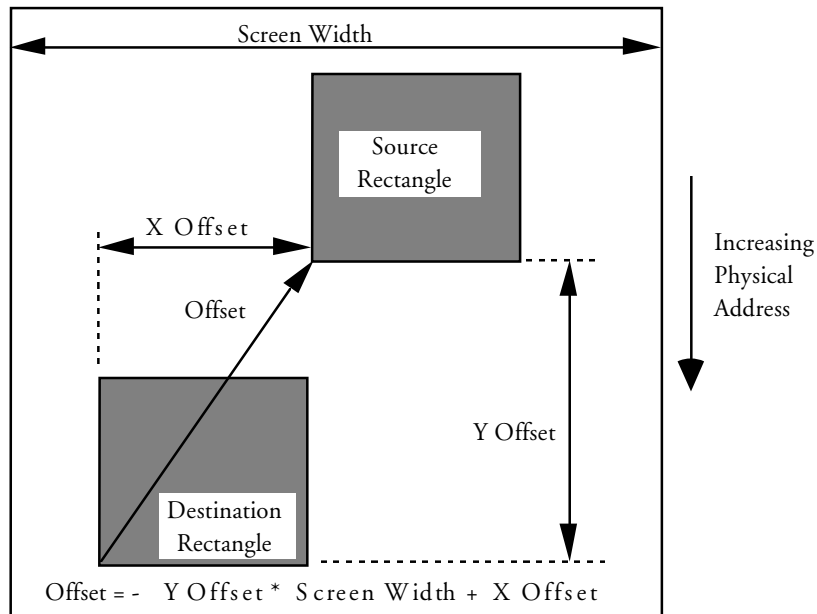 Screen Width
Source
Rectangle
X Offset
Increasing
Physical
Address
Offset
Y Offset
Destination
Rectangle
Offset = - Y Offset * Screen Width + X Offset